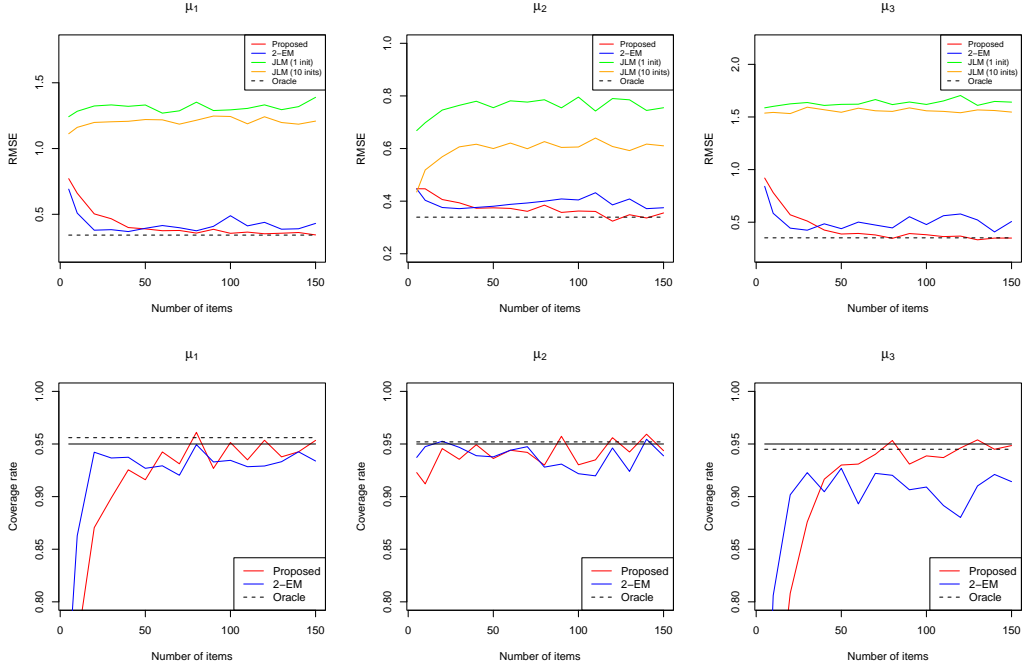 μ1
RMSE
0.5
1.0
1.5
Proposed
2−EM
JLM (1 init)
JLM (10 inits)
Oracle
0
50
100
150
Number of items
μ2
RMSE
0.2
0.4
0.6
0.8
1.0
Proposed
2−EM
JLM (1 init)
JLM (10 inits)
Oracle
0
50
100
150
Number of items
μ3
RMSE
0.5
1.0
1.5
2.0
Proposed
2−EM
JLM (1 init)
JLM (10 inits)
Oracle
0
50
100
150
Number of items
μ1
Coverage rate
0.80
0.85
0.90
0.95
1.00
Proposed
2−EM
Oracle
0
50
100
150
Number of items
μ2
Coverage rate
0.80
0.85
0.90
0.95
1.00
Proposed
2−EM
Oracle
0
50
100
150
Number of items
μ3
Coverage rate
0.80
0.85
0.90
0.95
1.00
Proposed
2−EM
Oracle
0
50
100
150
Number of items